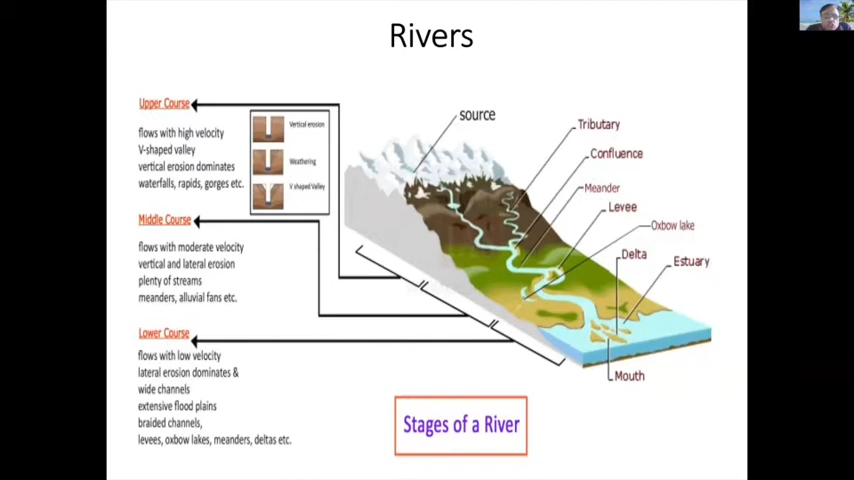 Rivers
Upper Course
flows with high velocity
V-shaped valley
vertical erosion dominates
waterfalls, rapids, gorges etc.
Vertical erosion
Weathering
V shaped Valley
Middle Course
flows with moderate velocity
vertical and lateral erosion
plenty of streams
meanders, alluvial fans etc.
Lower Course
flows with low velocity
lateral erosion dominates &
wide channels
extensive flood plains
braided channels,
levees, oxbow lakes, meanders, deltas etc.
source
Tributary
Confluence
Meander
Levee
Oxbow lake
Delta
Estuary
Mouth
Stages of a River